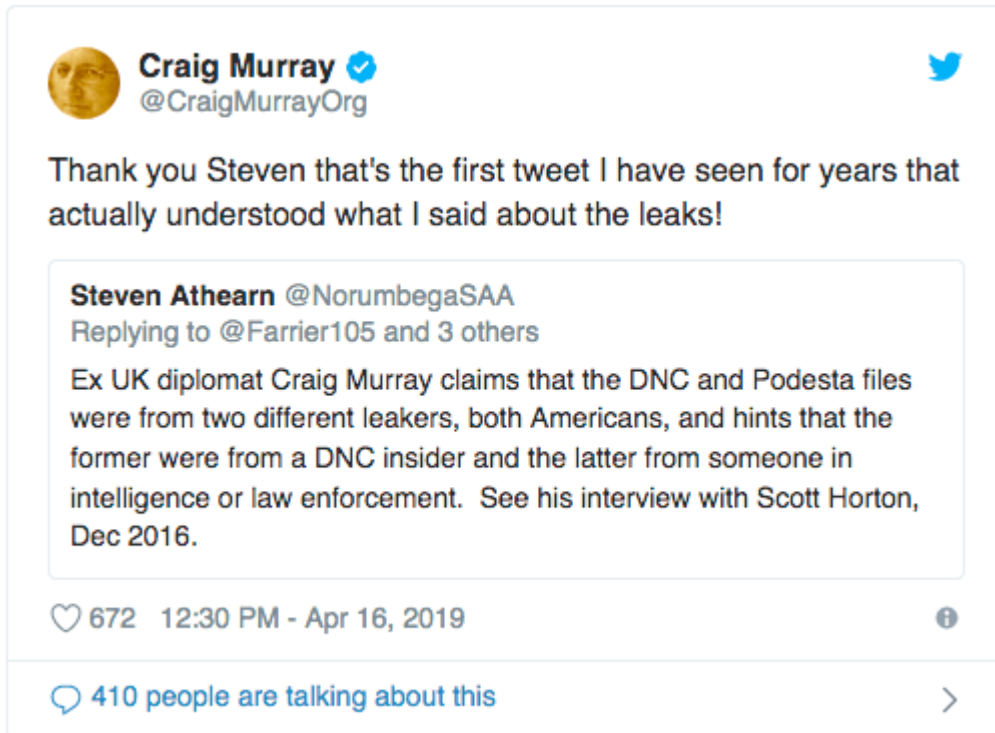 Craig Murray
@CraigMurrayOrg
Thank you Steven that's the first tweet I have seen for years that
actually understood what I said about the leaks!
Steven Athearn @NorumbegaSAA
Replying to @Farrier105 and 3 others
Ex UK diplomat Craig Murray claims that the DNC and Podesta files
were from two different leakers, both Americans, and hints that the
former were from a DNC insider and the latter from someone in
intelligence or law enforcement.  See his interview with Scott Horton,
Dec 2016.
672 12:30 PM - Apr 16, 2019
410 people are talking about this